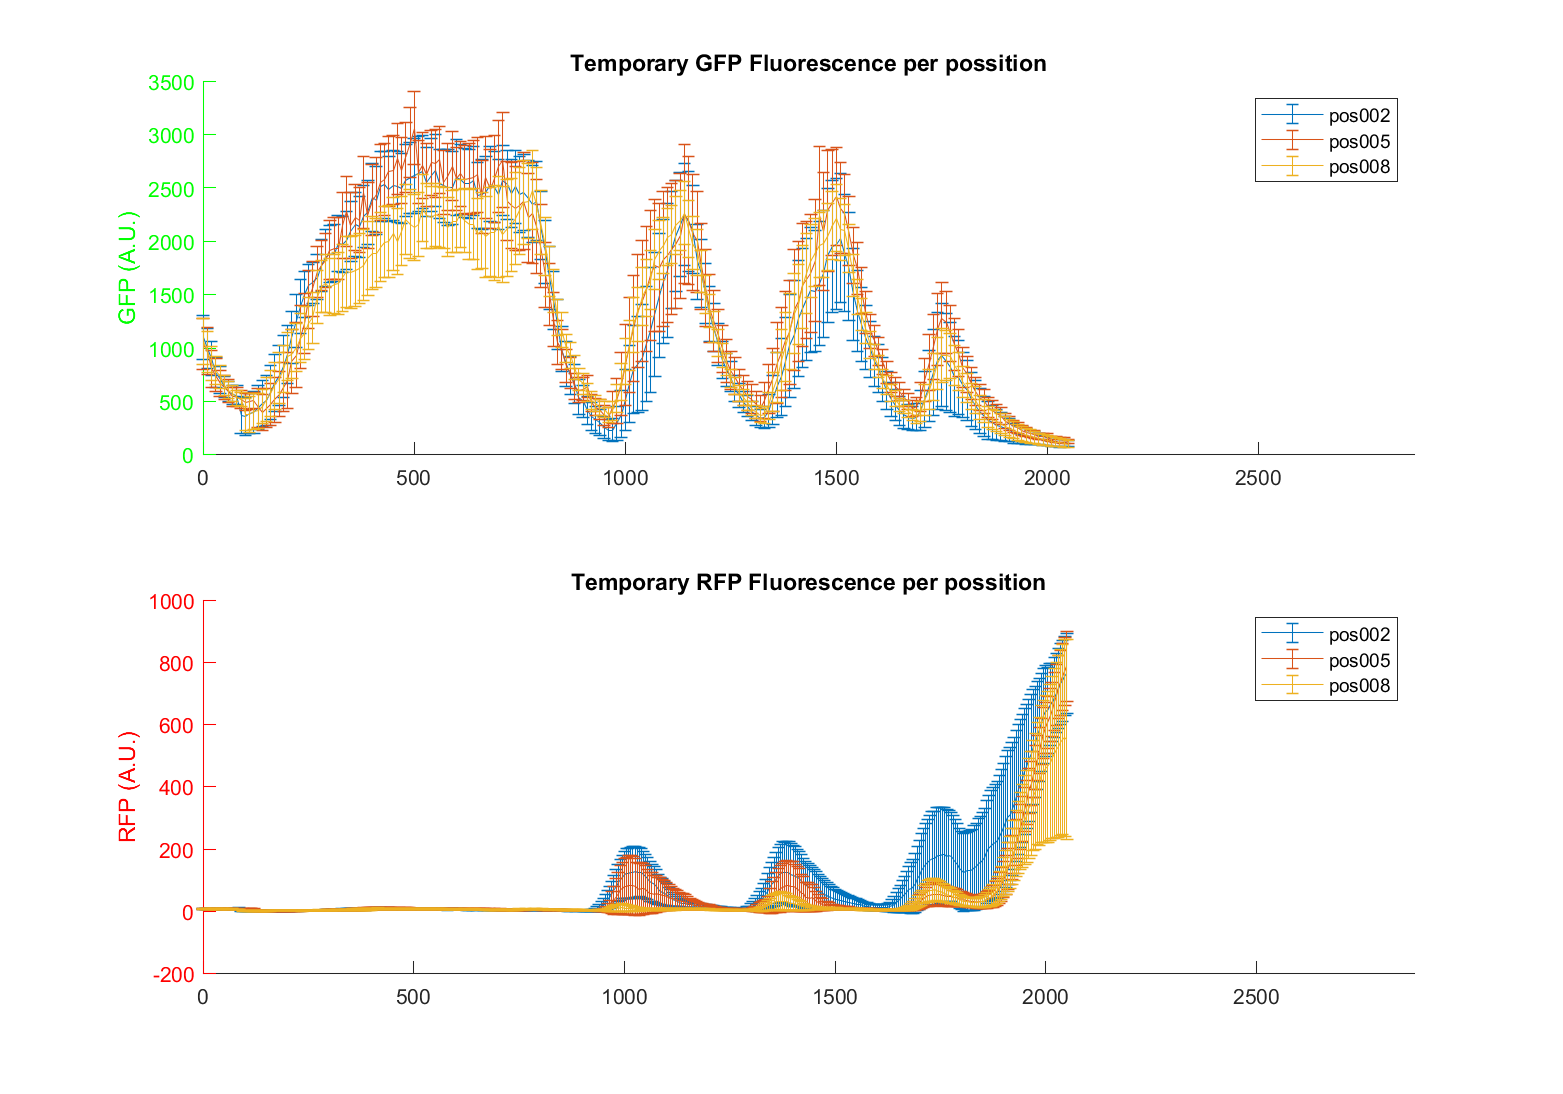 Temporary GFP Fluorescence per possition
GFP (A.U.)
3500
3000
2500
2000
1500
1000
500
0
0 500 1000 1500 2000 2500
pos002
pos005
pos008
Temporary RFP Fluorescence per possition
RFP (A.U.)
1000
800
600
400
200
0
-200
0 500 1000 1500 2000 2500
pos002
pos005
pos008